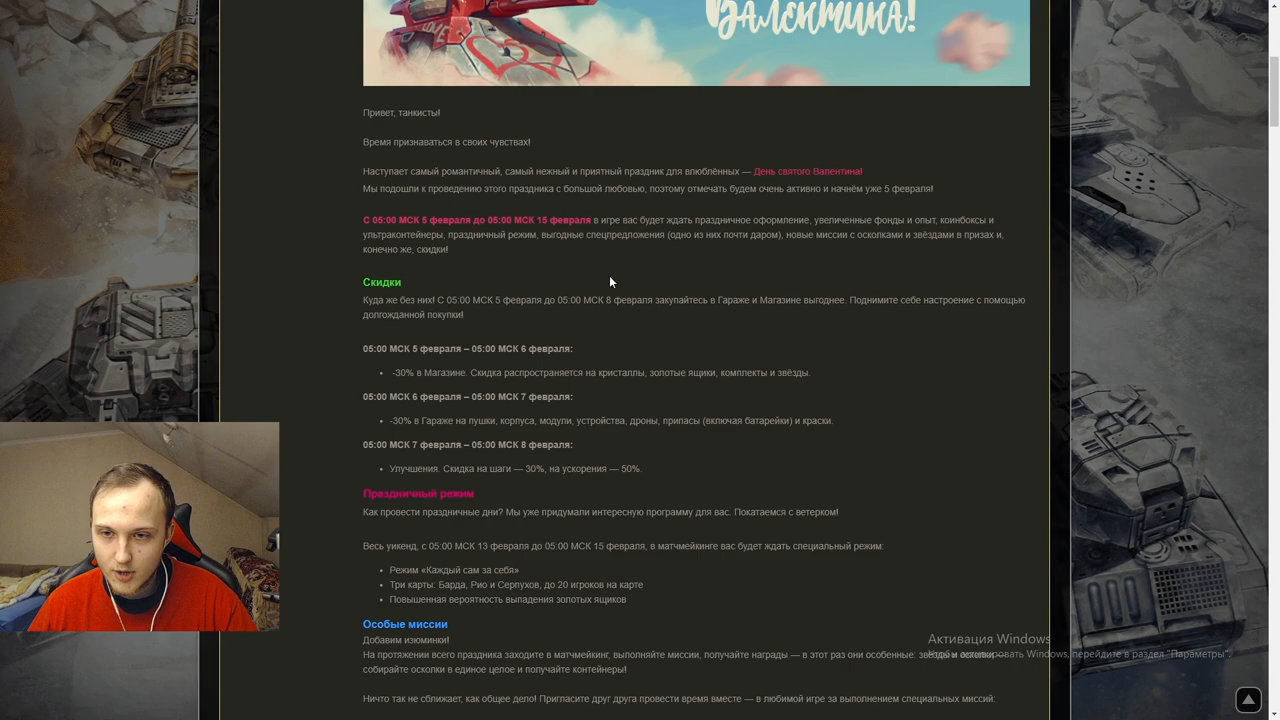 ВАЛЕНТИНА!
Привет, танкисты!
Время признаваться в своих чувствах!
Наступает самый романтичный, самый нежный и приятный праздник для влюблённых — День святого Валентина!
Мы подошли к проведению этого праздника с большой любовью, поэтому отмечать будем очень активно и начнём уже 5 февраля!
С 05:00 МСК 5 февраля до 05:00 МСК 15 февраля в игре вас будет ждать праздничное оформление, увеличенные фонды и опыт, коинбоксы и
ультраконтейнеры, праздничный режим, выгодные спецпредложения (одно из них почти даром), новые миссии с осколками и звёздами в призах и,
конечно же, скидки!
Скидки
Куда же без них! С 05:00 МСК 5 февраля до 05:00 МСК 8 февраля закупайтесь в Гараже и Магазине выгоднее. Поднимите себе настроение с помощью
долгожданной покупки!
05:00 МСК 5 февраля – 05:00 МСК 6 февраля:
• -30% в Магазине. Скидка распространяется на кристаллы, золотые ящики, комплекты и звёзды.
05:00 МСК 6 февраля – 05:00 МСК 7 февраля:
• -30% в Гараже на пушки, корпуса, модули, устройства, дроны, припасы (включая батарейки) и краски.
05:00 МСК 7 февраля – 05:00 МСК 8 февраля:
• Улучшения. Скидка на шаги — 30%, на ускорения — 50%.
Праздничный режим
Как провести праздничные дни? Мы уже придумали интересную программу для вас. Покатаемся с ветерком!
Весь уикенд, с 05:00 МСК 13 февраля до 05:00 МСК 15 февраля, в матчмейкинге вас будет ждать специальный режим:
• Режим «Каждый сам за себя»
• Три карты: Барда, Рио и Серпухов, до 20 игроков на карте
• Повышенная вероятность выпадения золотых ящиков
Особые миссии
Добавим изюминки!
На протяжении всего праздника заходите в матчмейкинг, выполняйте миссии, получайте награды — в этот раз они особенные: звёзды и осколки —
собирайте осколки в единое целое и получайте контейнеры!
Ничто так не сближает, как общее дело! Пригласите друг друга провести время вместе — в любимой игре за выполнением специальных миссий:
Активация Windows
Чтобы активировать Windows, перейдите в раздел "Параметры".